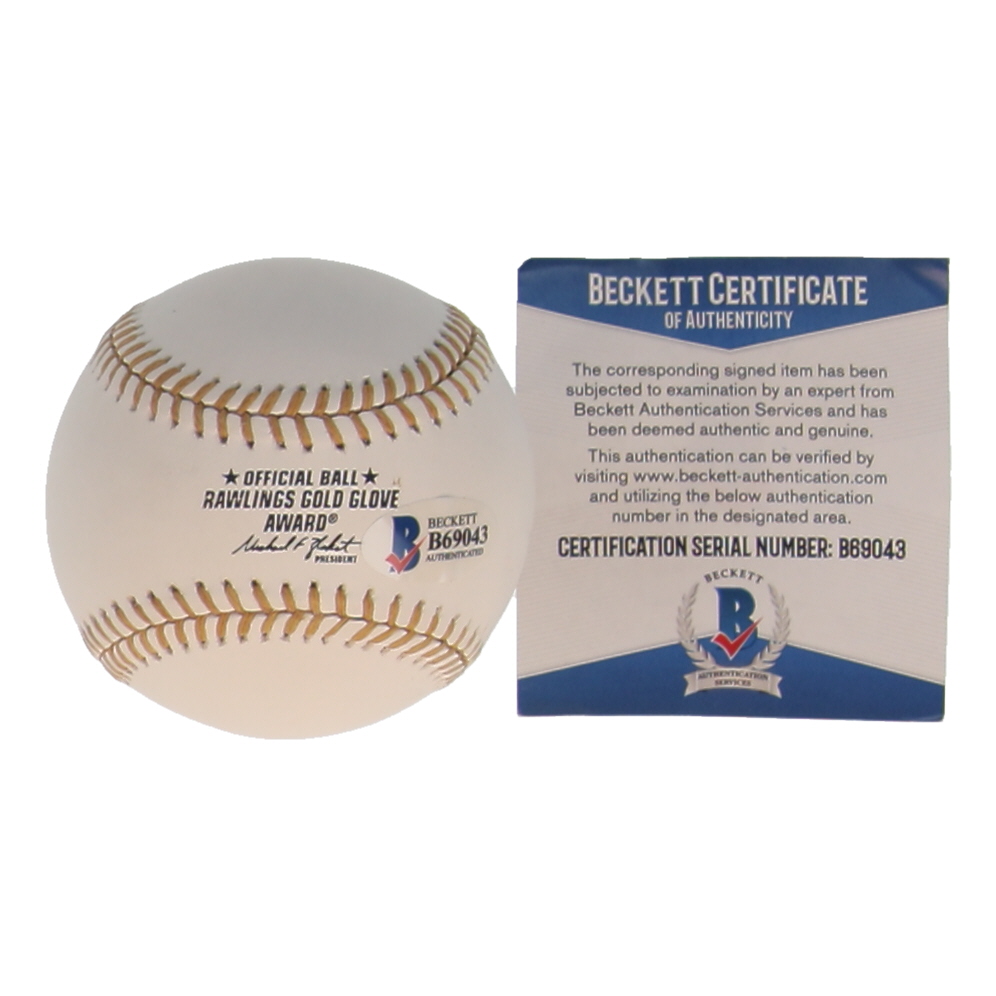 ★ OFFICIAL BALL ★
RAWLINGS GOLD GLOVE
AWARD®
PRESIDENT
BECKETT
B69043
AUTHENTICATED
BECKETT CERTIFICATE
OF AUTHENTICITY
The corresponding signed item has been
subjected to examination by an expert from
Beckett Authentication Services and has
been deemed authentic and genuine.
This authentication can be verified by
visiting www.beckett-authentication.com
and utilizing the below authentication
number in the designated area.
CERTIFICATION SERIAL NUMBER: B69043
BECKETT
B
AUTHENTICATION
SERVICES